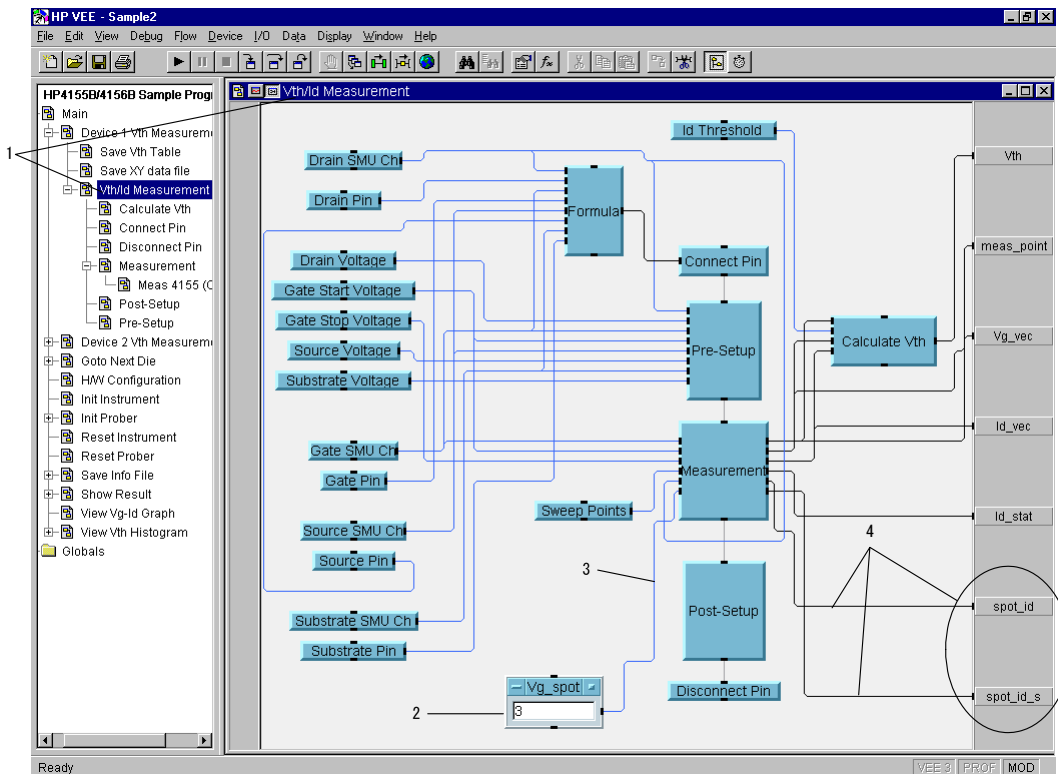 HP VEE - Sample2
File Edit View Debug Flow Device I/O Data Display Window Help
HP4155B/4156B Sample Progr
Main
Device 1 Vth Measurem
Save Vth Table
Save XY data file
Vth/Id Measurement
Calculate Vth
Connect Pin
Disconnect Pin
Measurement
Meas 4155 (C
Post-Setup
Pre-Setup
Device 2 Vth Measurem
Goto Next Die
H/W Configuration
Init Instrument
Init Prober
Reset Instrument
Reset Prober
Save Info File
Show Result
View Vg-Id Graph
View Vth Histogram
Globals
1
Vth/Id Measurement
Id Threshold
Drain SMU Ch
Drain Pin
Formula
Drain Voltage
Connect Pin
Gate Start Voltage
Gate Stop Voltage
Source Voltage
Substrate Voltage
Pre-Setup
Calculate Vth
Gate SMU Ch
Gate Pin
Measurement
Sweep Points
Source SMU Ch
Source Pin
3
4
Substrate SMU Ch
Substrate Pin
Post-Setup
Vg_spot
2
3
Disconnect Pin
Vth
meas_point
Vg_vec
Id_vec
Id_stat
spot_id
spot_id_s
Ready
VEE 3 PROF MOD